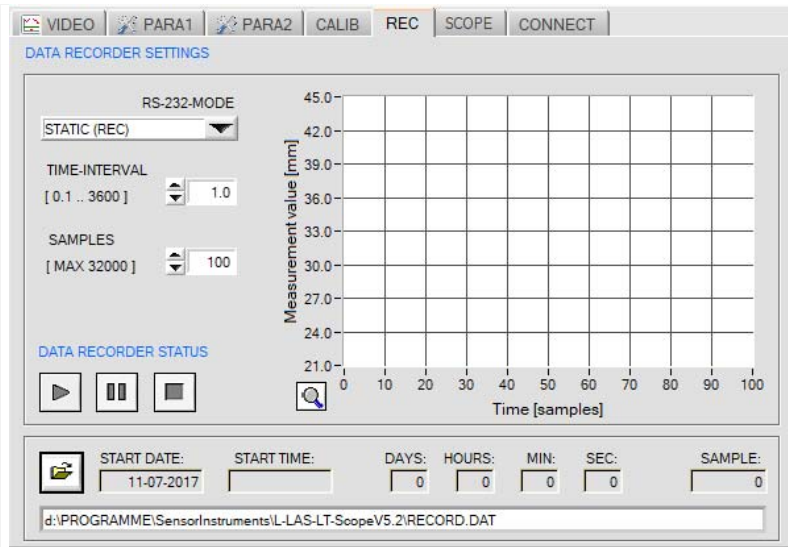 VIDEO PARA1 PARA2 CALIB REC SCOPE CONNECT
DATA RECORDER SETTINGS
RS-232-MODE
STATIC (REC)
TIME-INTERVAL
[ 0.1 .. 3600 ] 1.0
SAMPLES
[ MAX 32000 ] 100
DATA RECORDER STATUS
Measurement value [mm]
45.0
42.0
39.0
36.0
33.0
30.0
27.0
24.0
21.0
0 10 20 30 40 50 60 70 80 90 100
Time [samples]
START DATE: START TIME: DAYS: HOURS: MIN: SEC: SAMPLE:
11-07-2017 0 0 0 0 0
d:\PROGRAMME\SensorInstruments\L-LAS-LT-ScopeV5.2\RECORD.DAT